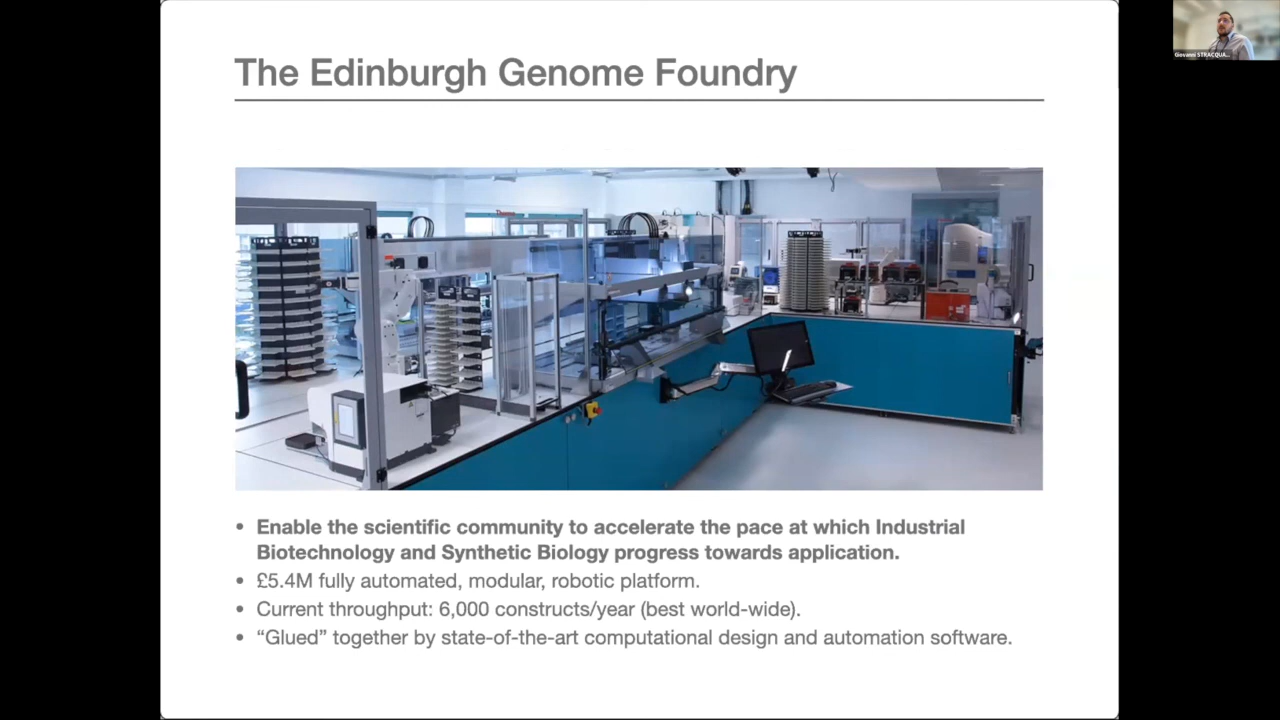 The Edinburgh Genome Foundry
Giovanni STRACQUA...
• Enable the scientific community to accelerate the pace at which Industrial
Biotechnology and Synthetic Biology progress towards application.
• £5.4M fully automated, modular, robotic platform.
• Current throughput: 6,000 constructs/year (best world-wide).
• “Glued” together by state-of-the-art computational design and automation software.